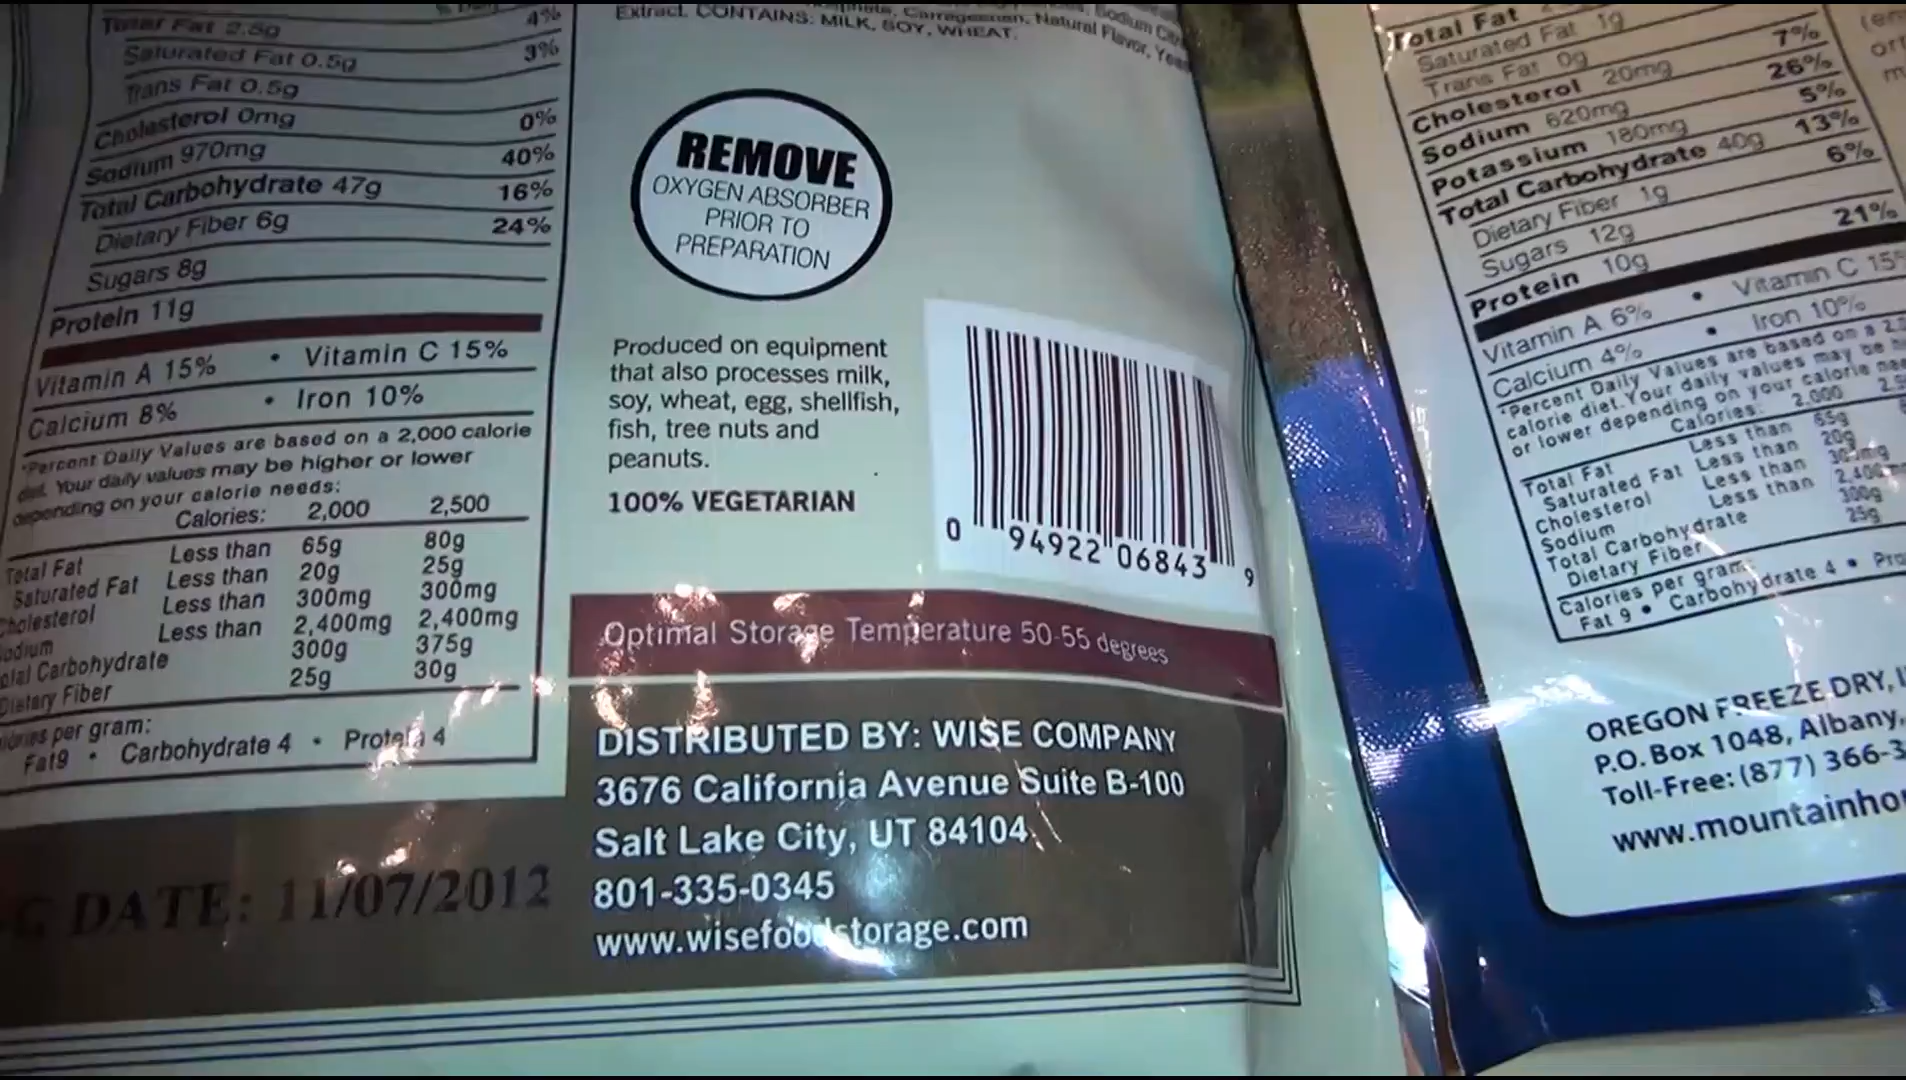 Total Fat 2.5g 4%
Saturated Fat 0.5g 3%
Trans Fat 0.5g
Cholesterol 0mg 0%
Sodium 970mg 40%
Total Carbohydrate 47g 16%
Dietary Fiber 6g 24%
Sugars 8g
Protein 11g
Vitamin A 15% • Vitamin C 15%
Calcium 8% • Iron 10%
*Percent Daily Values are based on a 2,000 calorie
diet. Your daily values may be higher or lower
depending on your calorie needs:
Calories: 2,000 2,500
Total Fat Less than 65g 80g
Saturated Fat Less than 20g 25g
Cholesterol Less than 300mg 300mg
Sodium Less than 2,400mg 2,400mg
Total Carbohydrate 300g 375g
Dietary Fiber 25g 30g
Calories per gram:
Fat9 • Carbohydrate 4 • Protein 4
G DATE: 11/07/2012
Carrageenan, Natural Flavor,
Extract. CONTAINS: MILK, SOY, WHEAT.
REMOVE
OXYGEN ABSORBER
PRIOR TO
PREPARATION
Produced on equipment
that also processes milk,
soy, wheat, egg, shellfish,
fish, tree nuts and
peanuts.
100% VEGETARIAN
0 94922 06843 9
Optimal Storage Temperature 50-55 degrees
DISTRIBUTED BY: WISE COMPANY
3676 California Avenue Suite B-100
Salt Lake City, UT 84104
801-335-0345
www.wisefoodstorage.com
Total Fat
Saturated Fat 1g
Trans Fat 0g
Cholesterol 20mg 7%
Sodium 620mg 26%
Potassium 180mg 5%
Total Carbohydrate 40g 13%
Dietary Fiber 1g 6%
Sugars 12g
Protein 10g 21%
Vitamin A 6% • Vitamin C 15
Calcium 4% • Iron 10%
*Percent Daily Values are based on a
calorie diet. Your daily values may be
or lower depending on your calorie
Calories: 2,000
Total Fat Less than 65g
Saturated Fat Less than 20g
Cholesterol Less than 300mg
Sodium Less than 2,400
Total Carbohydrate 300g
Dietary Fiber 25g
Calories per gram
Fat 9 • Carbohydrate 4 • Pro
OREGON FREEZE DRY,
P.O. Box 1048, Albany,
Toll-Free: (877) 366-3
www.mountainho